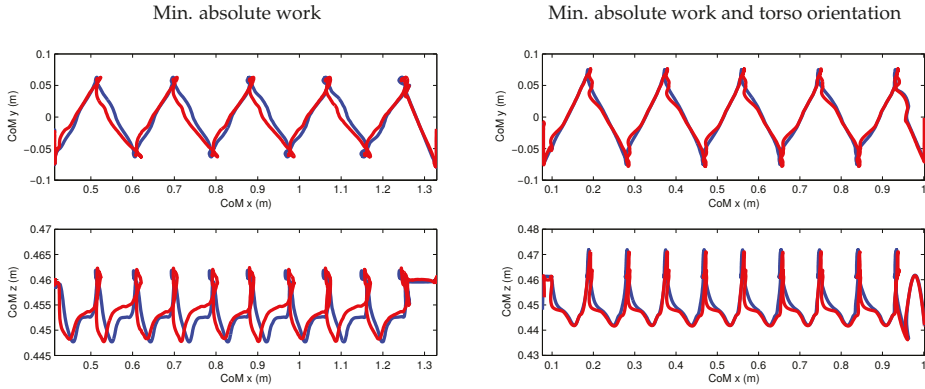 Min. absolute work
Min. absolute work and torso orientation
0.1
0.05
0
−0.05
−0.1
CoM y (m)
0.5 0.6 0.7 0.8 0.9 1 1.1 1.2 1.3
CoM x (m)
0.1
0.05
0
−0.05
−0.1
CoM y (m)
0.1 0.2 0.3 0.4 0.5 0.6 0.7 0.8 0.9 1
CoM x (m)
0.47
0.465
0.46
0.455
0.45
0.445
CoM z (m)
0.5 0.6 0.7 0.8 0.9 1 1.1 1.2 1.3
CoM x (m)
0.48
0.47
0.46
0.45
0.44
0.43
CoM z (m)
0.1 0.2 0.3 0.4 0.5 0.6 0.7 0.8 0.9 1
CoM x (m)